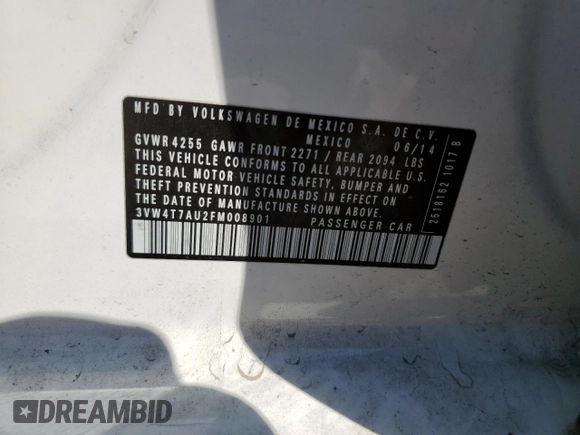 MFD BY VOLKSWAGEN DE MEXICO S.A. DE C.V.
MEXICO 06/14
GVWR 4255 GAWR FRONT 2271 / REAR 2094 LBS
THIS VEHICLE CONFORMS TO ALL APPLICABLE U.S.
FEDERAL MOTOR VEHICLE SAFETY, BUMPER AND
THEFT PREVENTION STANDARDS IN EFFECT ON
THE DATE OF MANUFACTURE SHOWN ABOVE.
3VW4T7AU2FM008901 PASSENGER CAR
2518162 1017 B
DREAMBID